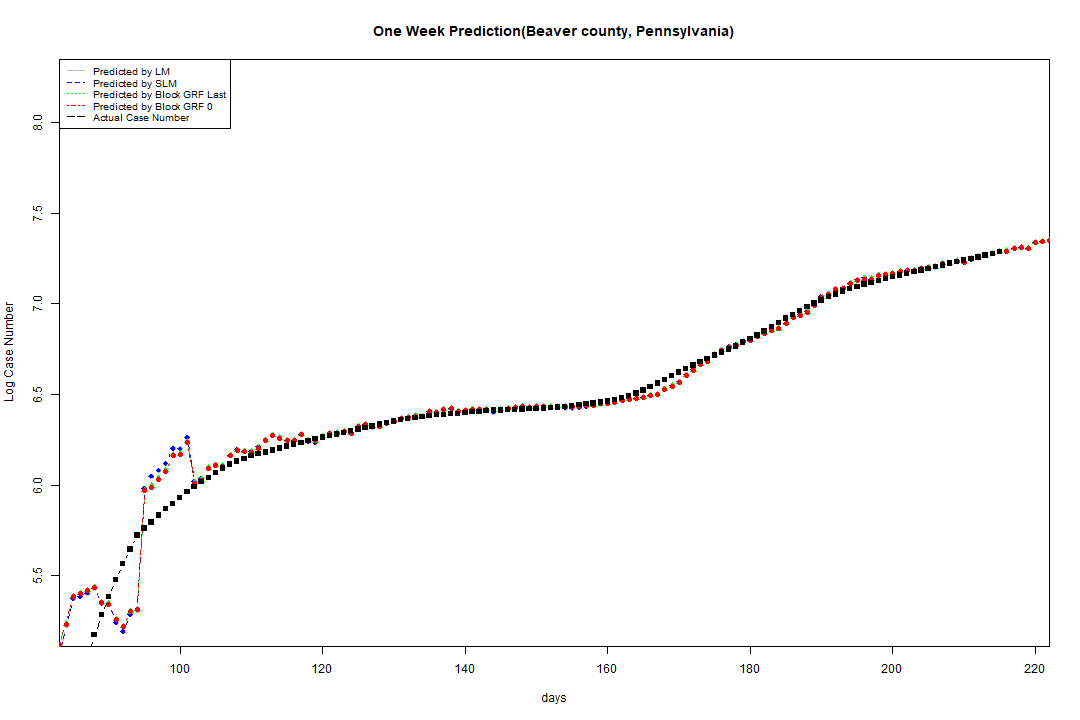 One Week Prediction(Beaver county, Pennsylvania)
Predicted by LM
Predicted by SLM
Predicted by Block GRF Last
Predicted by Block GRF 0
Actual Case Number
8.0
7.5
7.0
6.5
6.0
5.5
Log Case Number
100 120 140 160 180 200 220
days